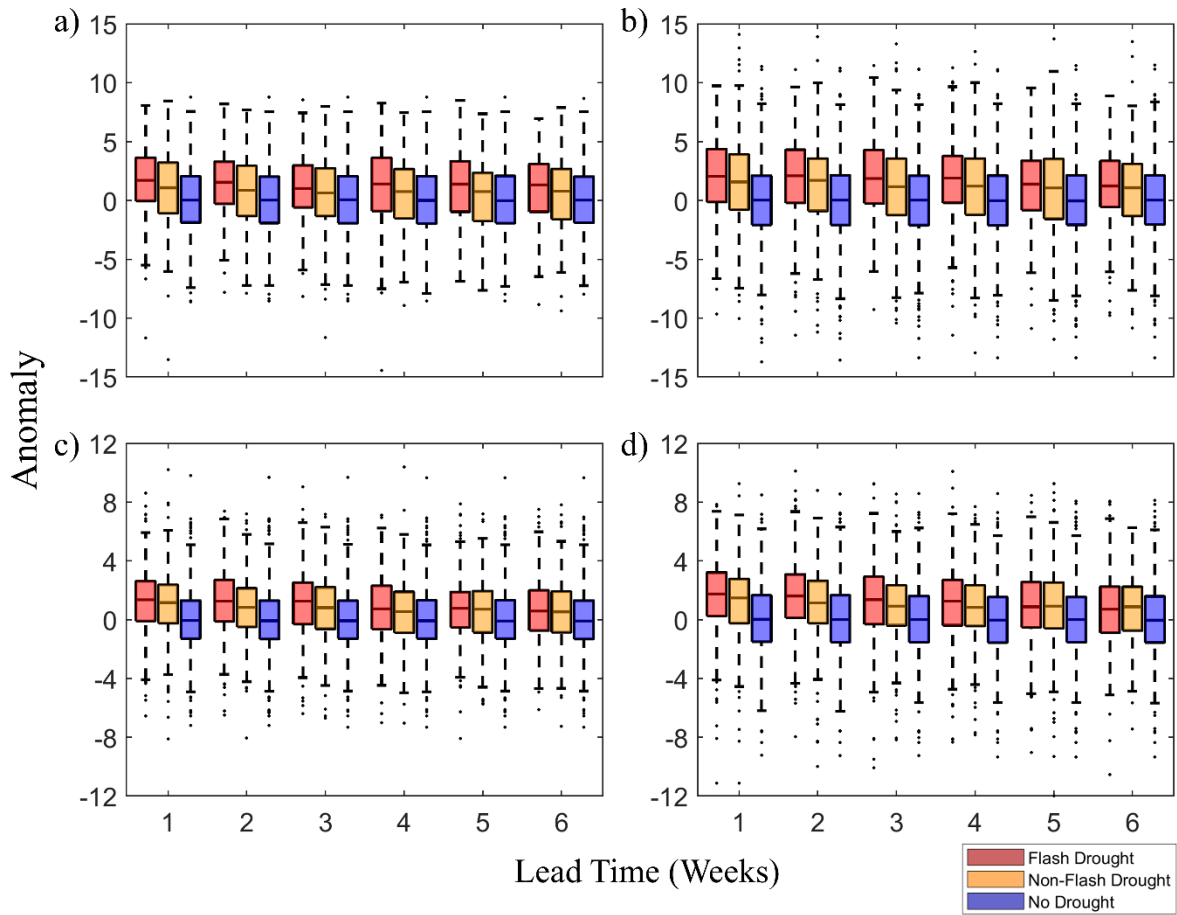 a)
15
10
5
0
-5
-10
-15
b)
15
10
5
0
-5
-10
-15
Anomaly
c)
12
8
4
0
-4
-8
-12
1 2 3 4 5 6
d)
12
8
4
0
-4
-8
-12
1 2 3 4 5 6
Lead Time (Weeks)
Flash Drought
Non-Flash Drought
No Drought